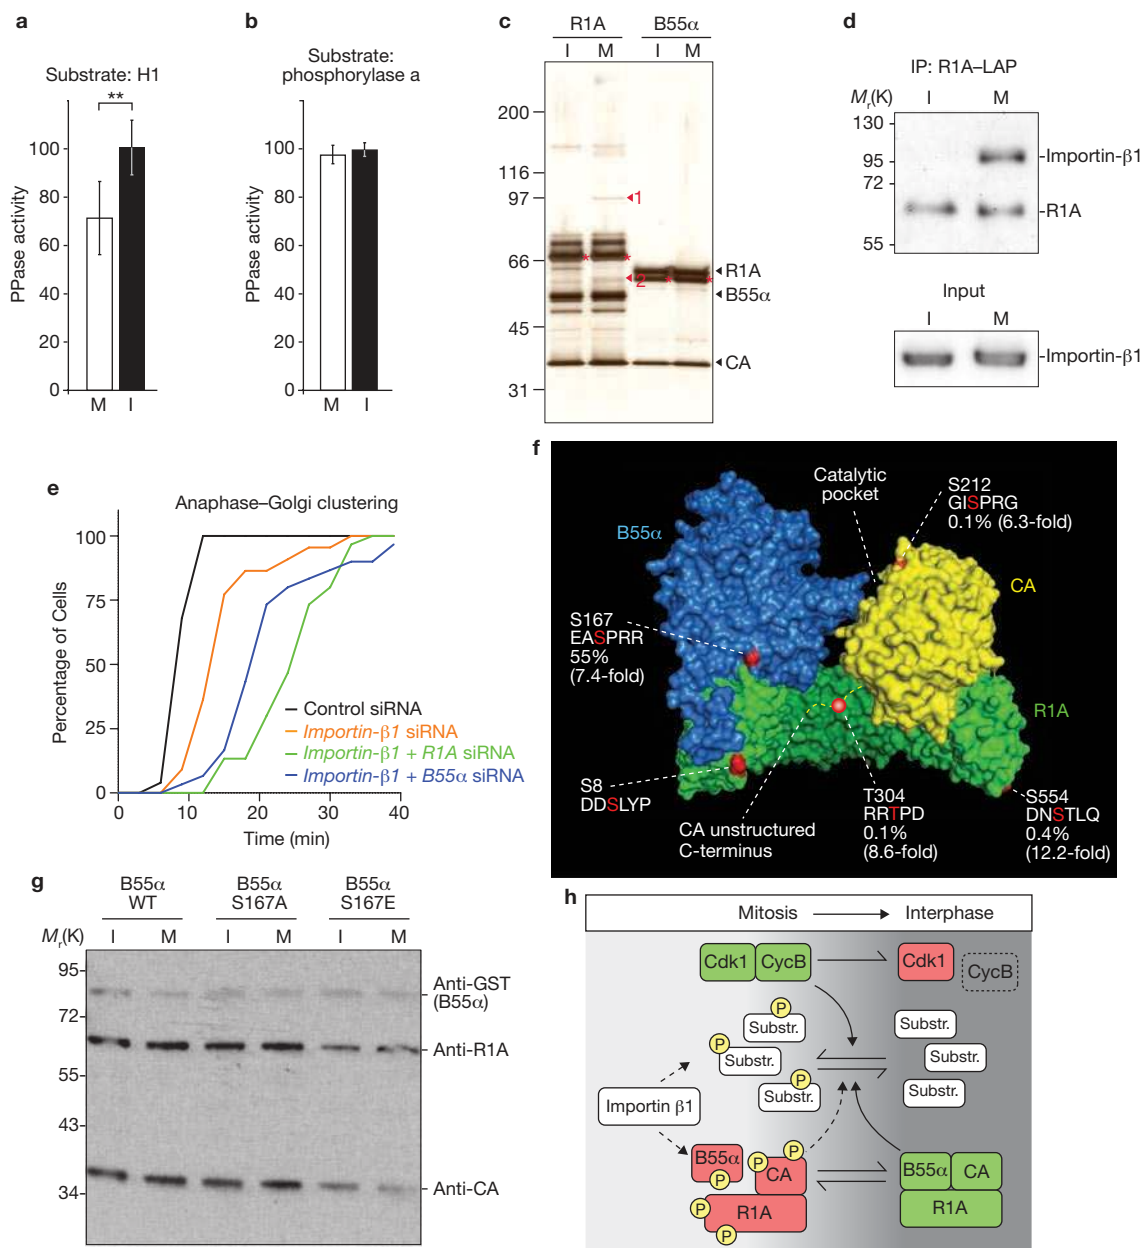 a
Substrate: H1
**
PPase activity
100
80
60
40
20
0
M I
b
Substrate:
phosphorylase a
PPase activity
100
80
60
40
20
0
M I
c
R1A B55α
I M I M
200
116
97
66
45
31
1
*
*
2
*
*
R1A
B55α
CA
d
IP: R1A–LAP
Mr(K) I M
130
95
72
55
Importin-β1
R1A
Input
I M
Importin-β1
e
Anaphase–Golgi clustering
Percentage of Cells
100
75
50
25
0
0 10 20 30 40
Time (min)
Control siRNA
Importin-β1 siRNA
Importin-β1 + R1A siRNA
Importin-β1 + B55α siRNA
f
Catalytic
pocket
S212
GISPRG
0.1% (6.3-fold)
B55α
CA
S167
EASPRR
55%
(7.4-fold)
R1A
S8
DDSLYP
CA unstructured
C-terminus
T304
RRTPD
0.1%
(8.6-fold)
S554
DNSTLQ
0.4%
(12.2-fold)
g
B55α
WT
B55α
S167A
B55α
S167E
Mr(K) I M I M I M
95
72
55
43
34
Anti-GST
(B55α)
Anti-R1A
Anti-CA
h
Mitosis Interphase
Cdk1 CycB
Cdk1 CycB
P
Substr.
P
Substr.
P
Substr.
Substr.
Substr.
Substr.
Importin β1
B55α
P
P
P
CA
P
P
R1A
B55α CA
R1A